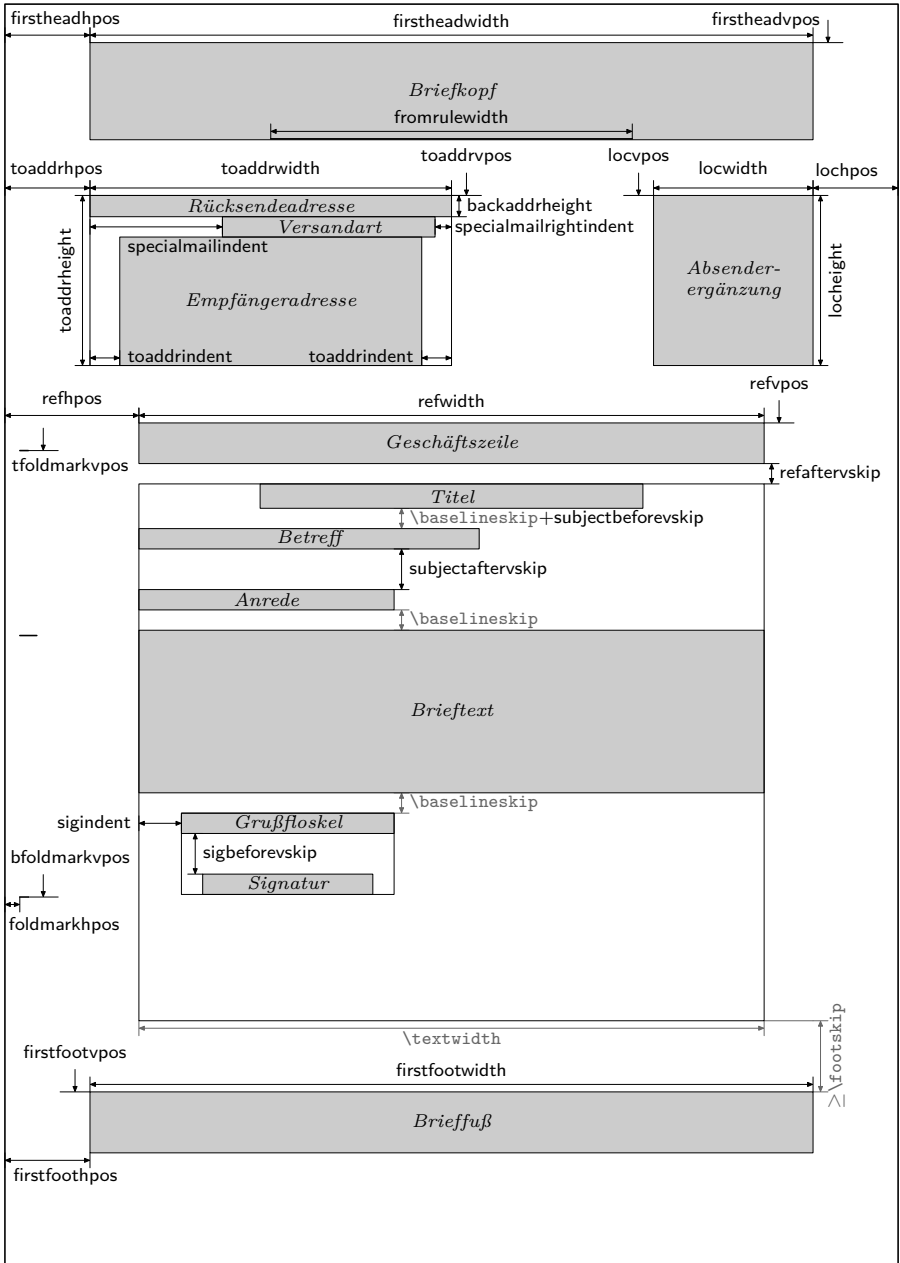 firstheadhpos firstheadwidth firstheadvpos
Briefkopf
fromrulewidth
toaddrhpos toaddrwidth toaddrvpos locvpos locwidth lochpos
Rücksendeadresse backaddrheight
Versandart specialmailrightindent
specialmailindent
toaddrheight
Empfängeradresse
Absender-
ergänzung
locheight
toaddrindent toaddrindent
refhpos refwidth refvpos
Geschäftszeile
tfoldmarkvpos
refaftervskip
Titel
\baselineskip+subjectbeforevskip
Betreff
subjectaftervskip
Anrede
\baselineskip
Brieftext
\baselineskip
sigindent Grußfloskel
sigbeforevskip
bfoldmarkvpos
Signatur
foldmarkhpos
\textwidth
≥\footskip
firstfootvpos firstfootwidth
Brieffuß
firstfoothpos